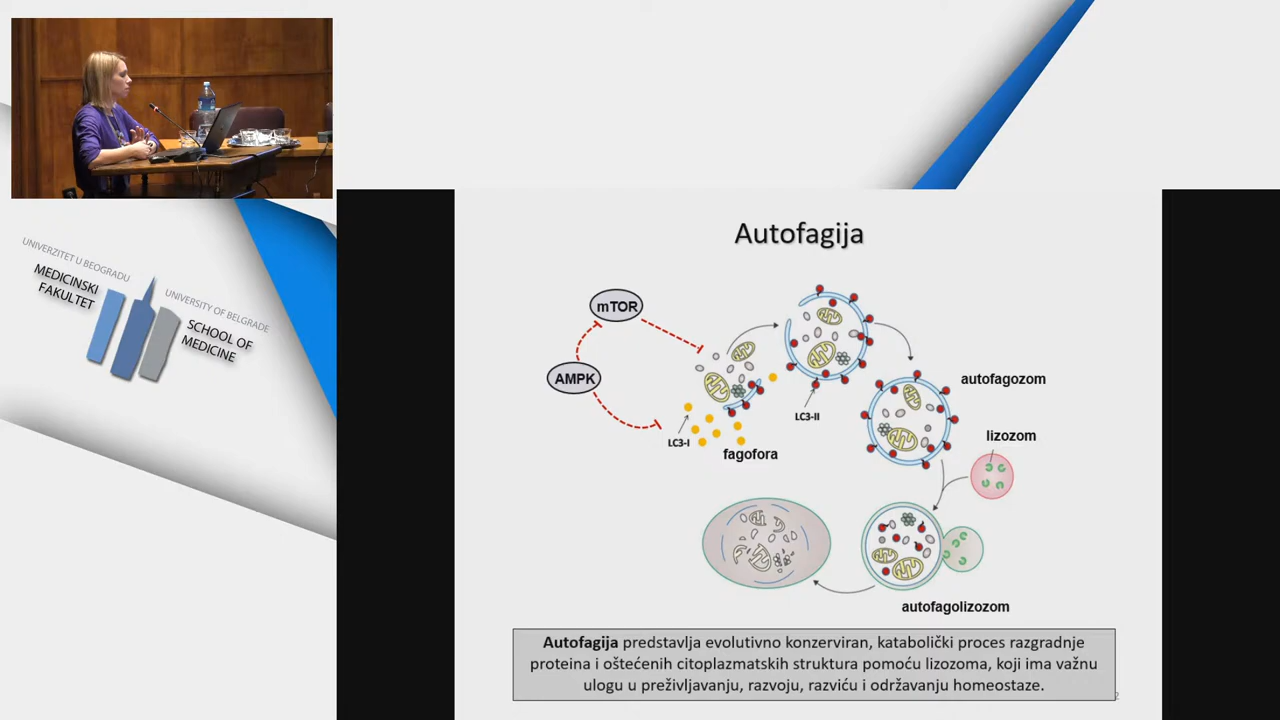 UNIVERZITET U BEOGRADU
MEDICINSKI
FAKULTET
UNIVERSITY OF BELGRADE
SCHOOL OF
MEDICINE
Autofagija
mTOR
AMPK
LC3-I
fagofora
LC3-II
autofagozom
lizozom
autofagolizozom
Autofagija predstavlja evolutivno konzerviran, katabolički proces razgradnje
proteina i oštećenih citoplazmatskih struktura pomoću lizozoma, koji ima važnu
ulogu u preživljavanju, razvoju, razviću i održavanju homeostaze.
2